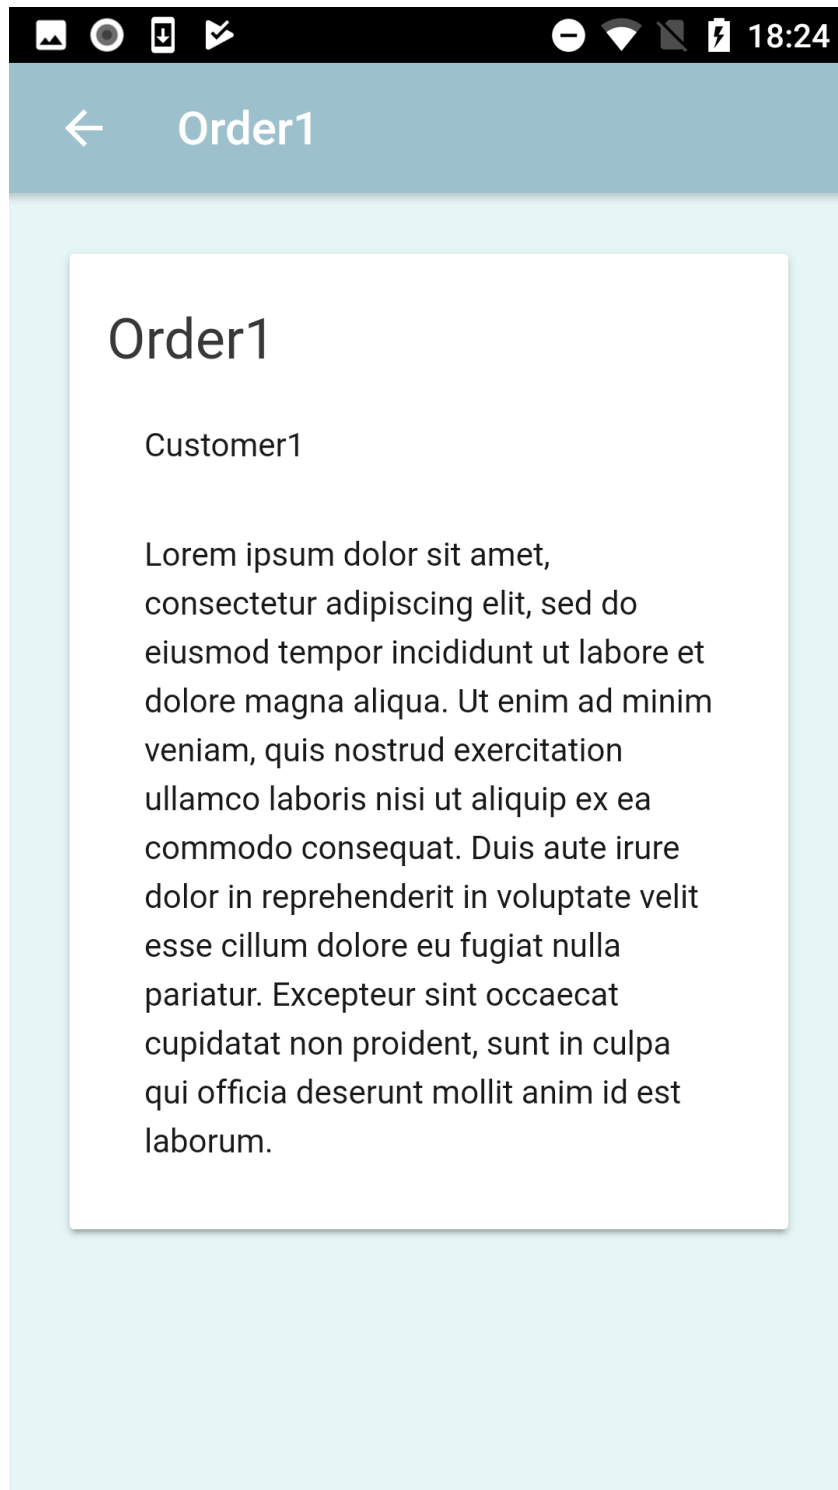 18:24
Order1
Order1
Customer1
Lorem ipsum dolor sit amet,
consectetur adipiscing elit, sed do
eiusmod tempor incididunt ut labore et
dolore magna aliqua. Ut enim ad minim
veniam, quis nostrud exercitation
ullamco laboris nisi ut aliquip ex ea
commodo consequat. Duis aute irure
dolor in reprehenderit in voluptate velit
esse cillum dolore eu fugiat nulla
pariatur. Excepteur sint occaecat
cupidatat non proident, sunt in culpa
qui officia deserunt mollit anim id est
laborum.